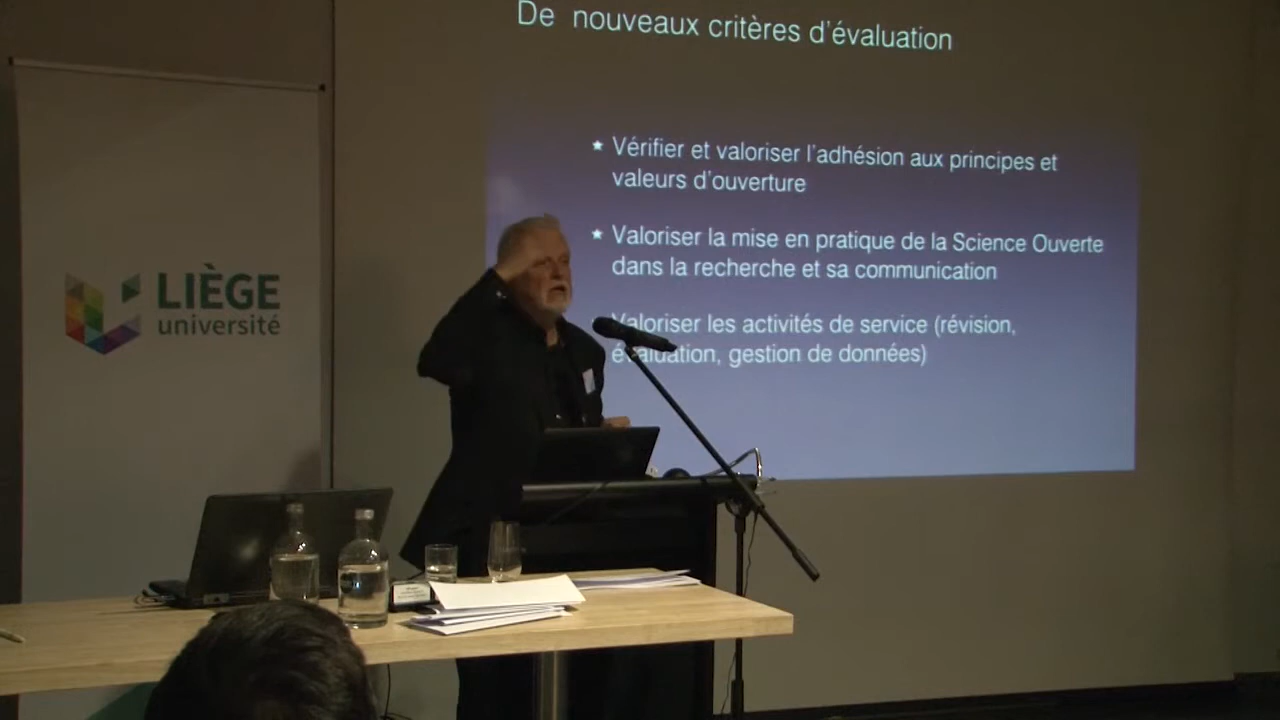 De nouveaux critères d'évaluation
Vérifier et valoriser l'adhésion aux principes et
valeurs d'ouverture
Valoriser la mise en pratique de la Science Ouverte
dans la recherche et sa communication
Valoriser les activités de service (révision,
évaluation, gestion de données)
LIÈGE
université